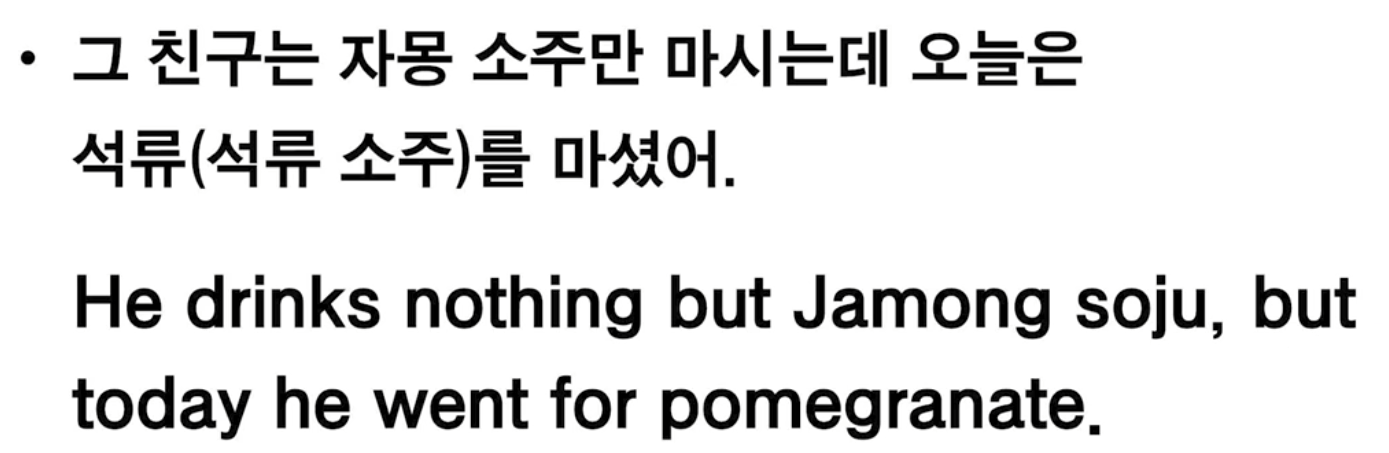 • 그 친구는 자몽 소주만 마시는데 오늘은
석류(석류 소주)를 마셨어.
He drinks nothing but Jamong soju, but
today he went for pomegranate.